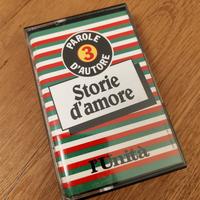 PAROLE
3
D'AUTORE
Storie
d'amore
l'Unità